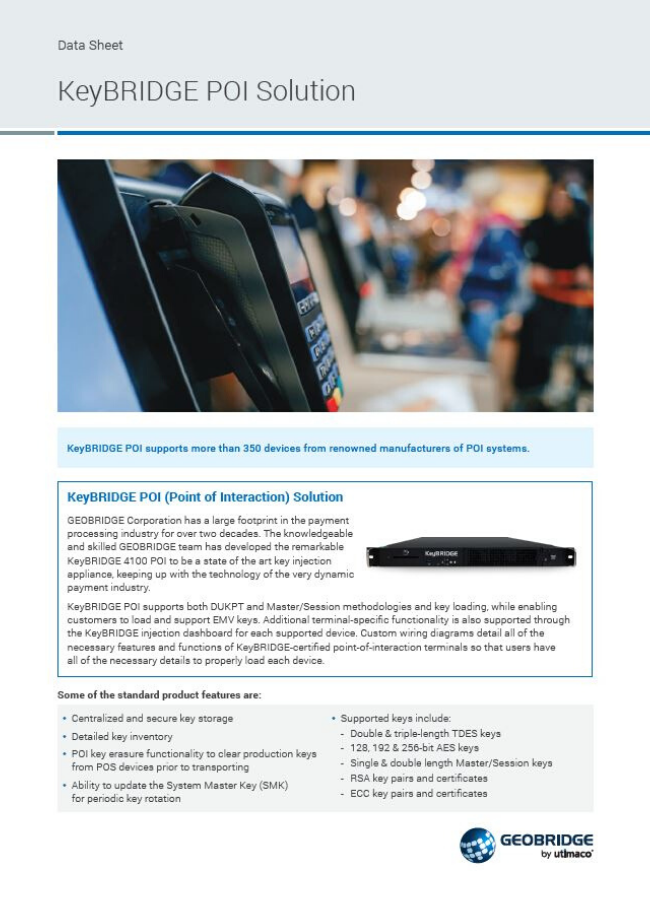 Data Sheet
KeyBRIDGE POI Solution
KeyBRIDGE POI supports more than 350 devices from renowned manufacturers of POI systems.
KeyBRIDGE POI (Point of Interaction) Solution
GEOBRIDGE Corporation has a large footprint in the payment
processing industry for over two decades. The knowledgeable
and skilled GEOBRIDGE team has developed the remarkable
KeyBRIDGE 4100 POI to be a state of the art key injection
appliance, keeping up with the technology of the very dynamic
payment industry.
KeyBRIDGE
KeyBRIDGE POI supports both DUKPT and Master/Session methodologies and key loading, while enabling
customers to load and support EMV keys. Additional terminal-specific functionality is also supported through
the KeyBRIDGE injection dashboard for each supported device. Custom wiring diagrams detail all of the
necessary features and functions of KeyBRIDGE-certified point-of-interaction terminals so that users have
all of the necessary details to properly load each device.
Some of the standard product features are:
• Centralized and secure key storage
• Detailed key inventory
• POI key erasure functionality to clear production keys
from POS devices prior to transporting
• Ability to update the System Master Key (SMK)
for periodic key rotation
• Supported keys include:
- Double & triple-length TDES keys
- 128, 192 & 256-bit AES keys
- Single & double length Master/Session keys
- RSA key pairs and certificates
- ECC key pairs and certificates
GEOBRIDGE
by utimaco®